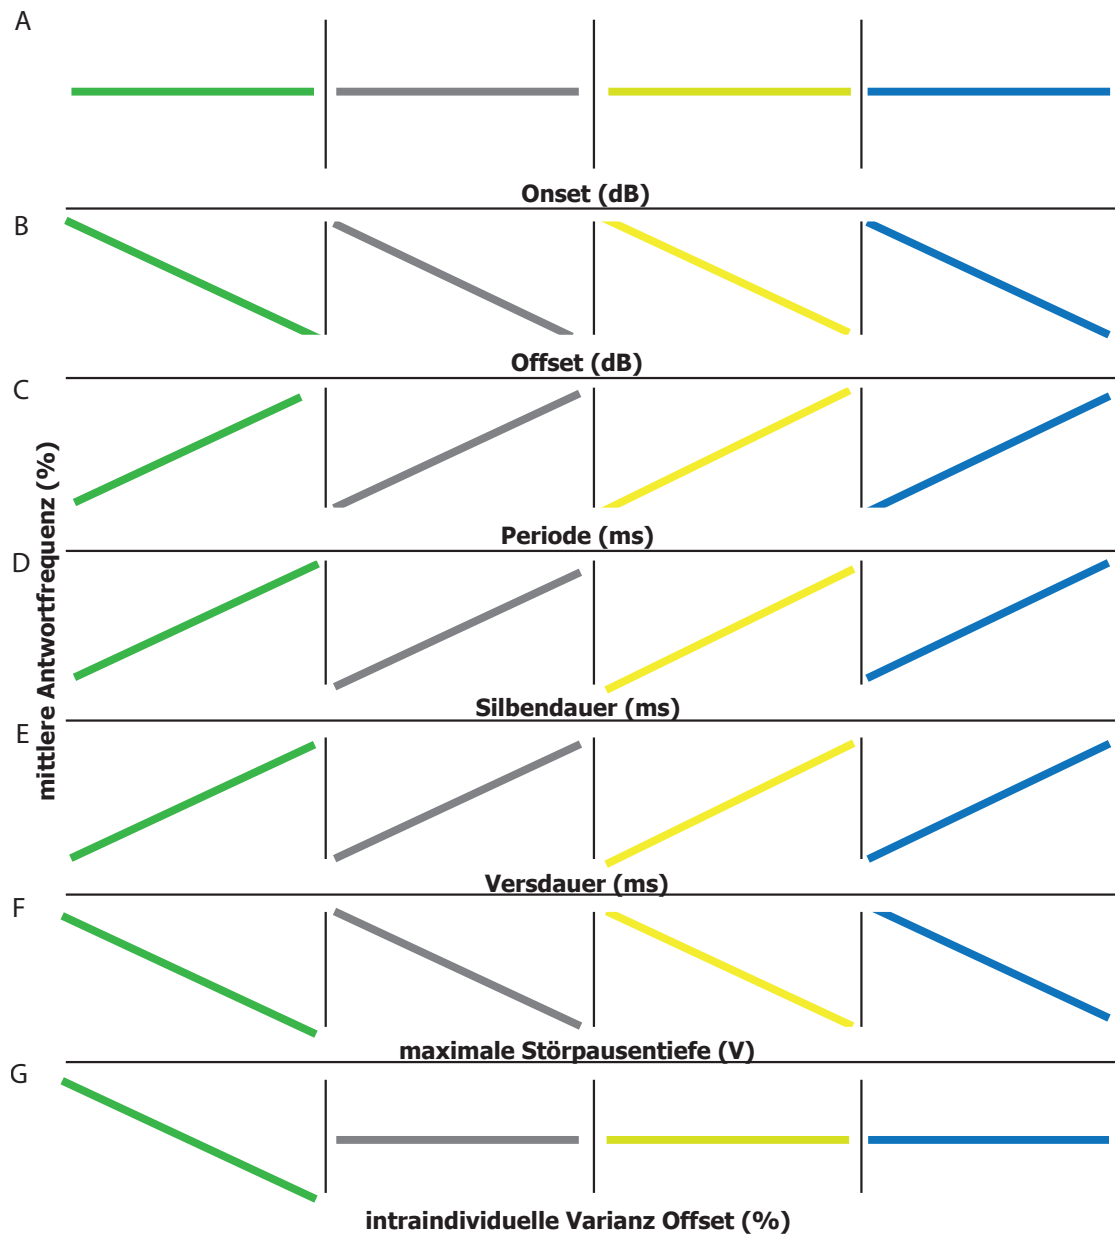 A
Onset (dB)
B
Offset (dB)
C
Periode (ms)
D
Silbendauer (ms)
E
Versdauer (ms)
F
maximale Störpausentiefe (V)
G
intraindividuelle Varianz Offset (%)
mittlere Antwortfrequenz (%)